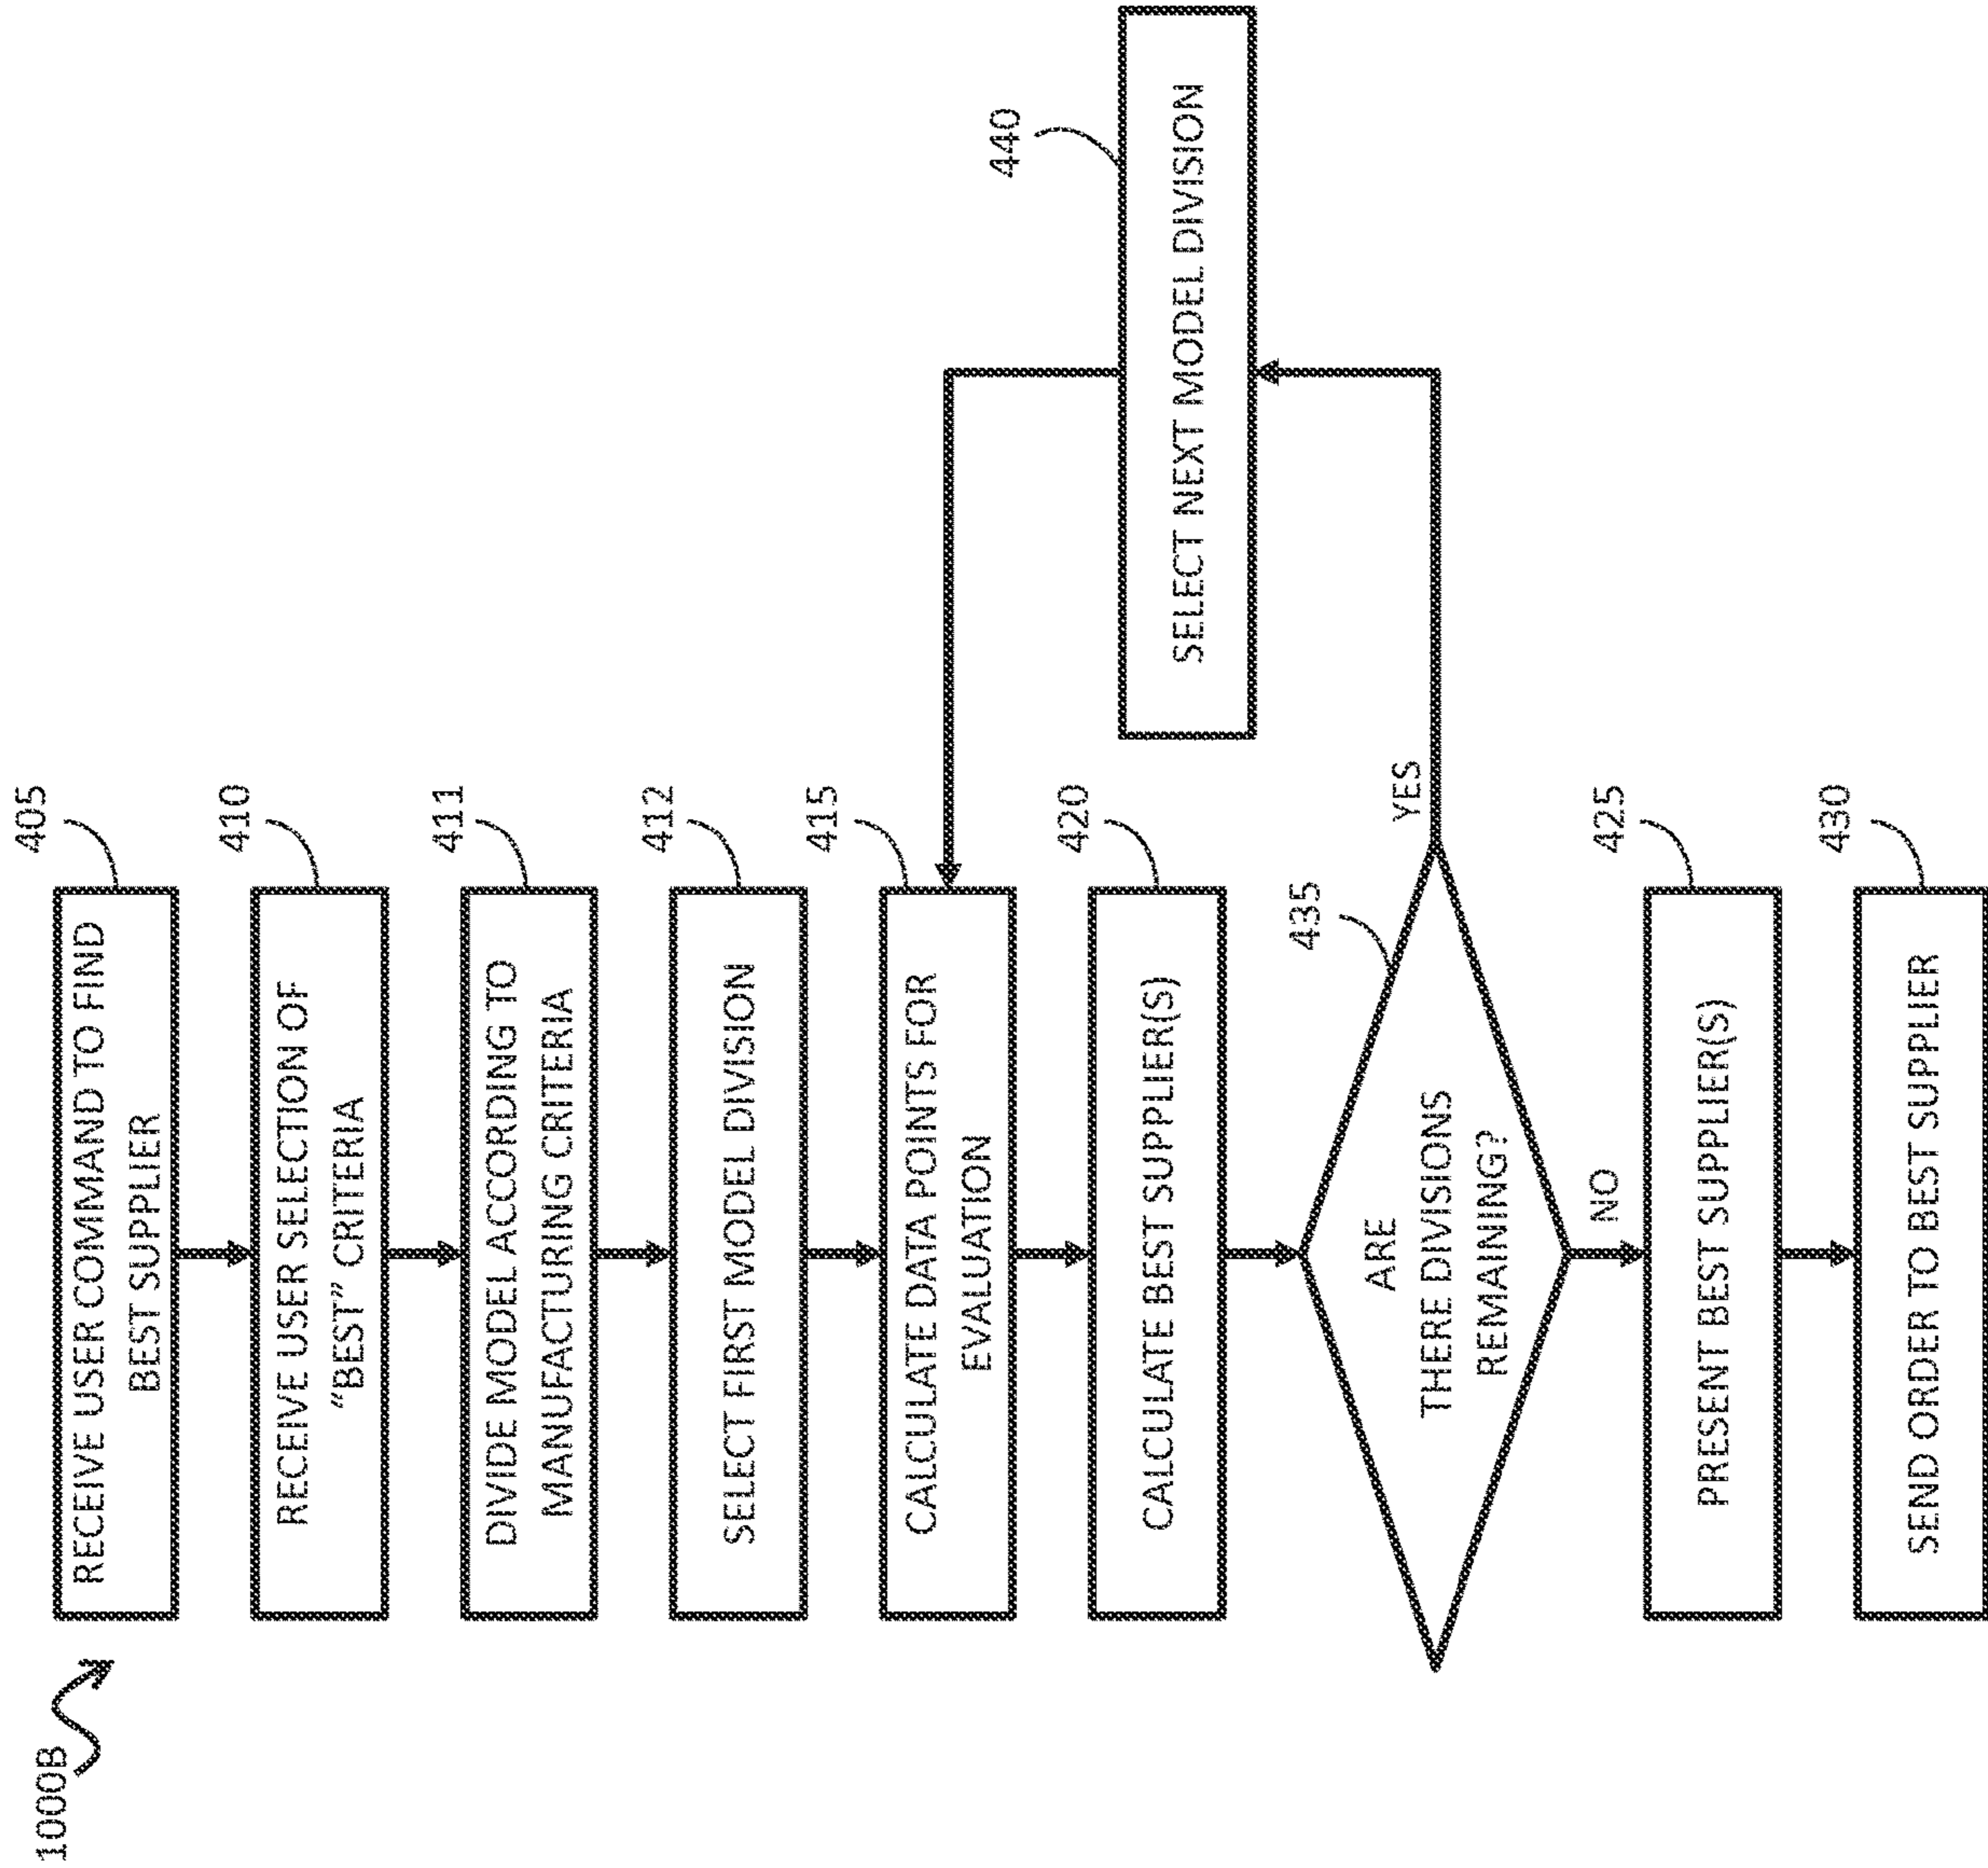 1000B
405
RECEIVE USER COMMAND TO FIND
BEST SUPPLIER
410
RECEIVE USER SELECTION OF
"BEST" CRITERIA
411
DIVIDE MODEL ACCORDING TO
MANUFACTURING CRITERIA
412
SELECT FIRST MODEL DIVISION
415
CALCULATE DATA POINTS FOR
EVALUATION
420
CALCULATE BEST SUPPLIER(S)
435
ARE
THERE DIVISIONS
REMAINING?
YES
440
SELECT NEXT MODEL DIVISION
NO
425
PRESENT BEST SUPPLIER(S)
430
SEND ORDER TO BEST SUPPLIER